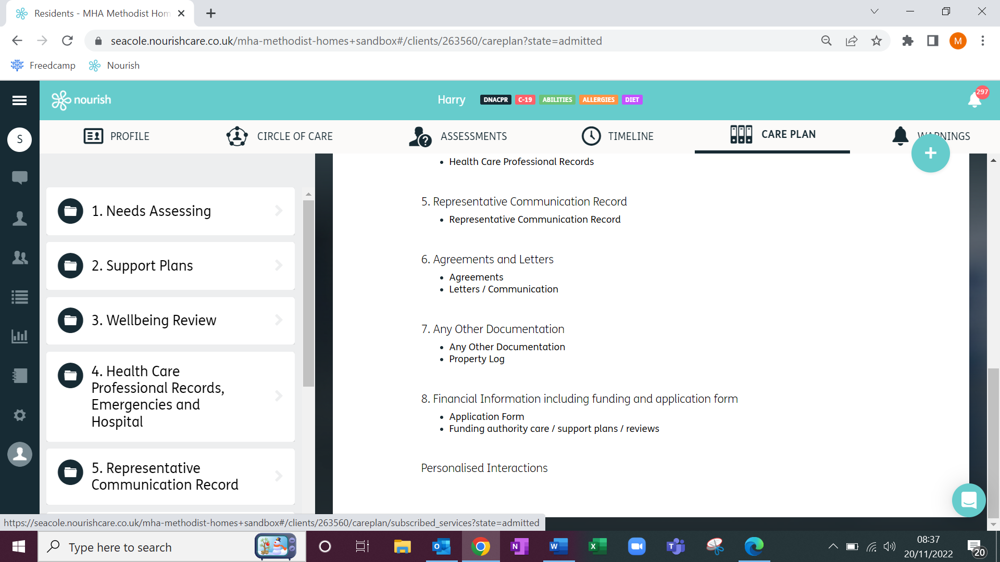 Residents - MHA Methodist Hom
seacole.nourishcare.co.uk/mha-methodist-homes+sandbox#/clients/263560/careplan?state=admitted
M
Freedcamp
Nourish
nourish
Harry
DNACPR
C-19
ABILITIES
ALLERGIES
DIET
297
S
PROFILE
CIRCLE OF CARE
ASSESSMENTS
TIMELINE
CARE PLAN
WARNINGS
+
1. Needs Assessing
2. Support Plans
3. Wellbeing Review
4. Health Care
Professional Records,
Emergencies and
Hospital
5. Representative
Communication Record
• Health Care Professional Records
5. Representative Communication Record
• Representative Communication Record
6. Agreements and Letters
• Agreements
• Letters / Communication
7. Any Other Documentation
• Any Other Documentation
• Property Log
8. Financial Information including funding and application form
• Application Form
• Funding authority care / support plans / reviews
Personalised Interactions
https://seacole.nourishcare.co.uk/mha-methodist-homes+sandbox#/clients/263560/careplan/subscribed_services?state=admitted
Type here to search
08:37
20/11/2022
20